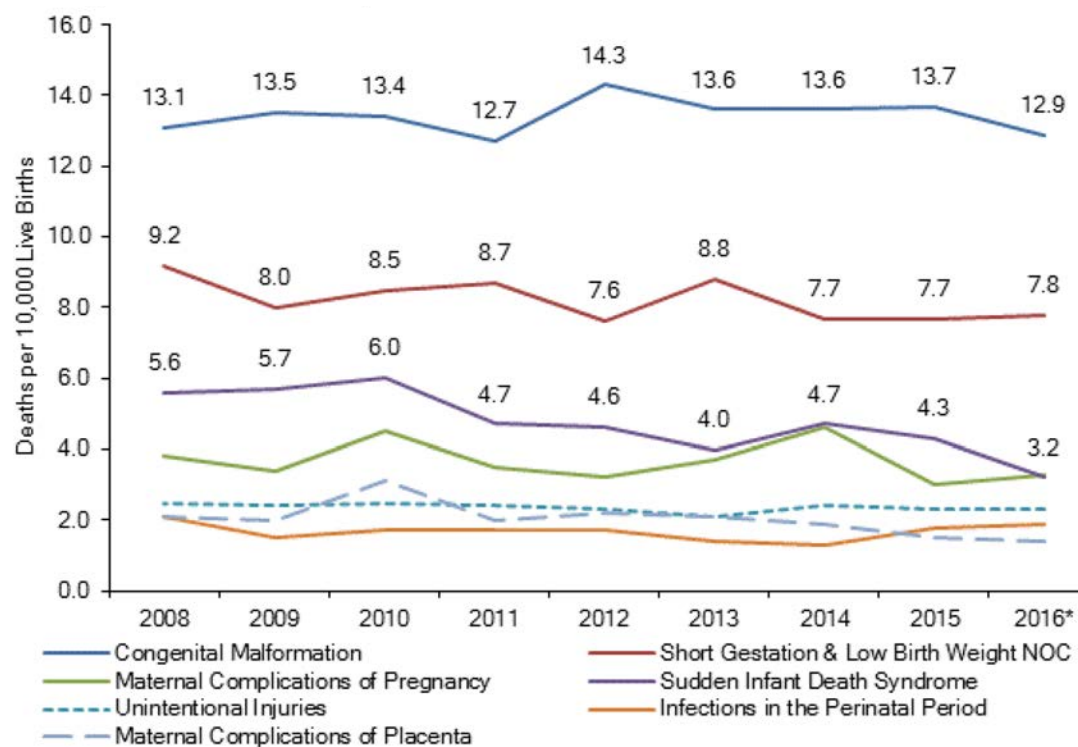 16.0
14.0
12.0
10.0
8.0
6.0
4.0
2.0
0.0
Deaths per 10,000 Live Births
13.1 13.5 13.4 12.7 14.3 13.6 13.6 13.7 12.9
9.2 8.0 8.5 8.7 7.6 8.8 7.7 7.7 7.8
5.6 5.7 6.0 4.7 4.6 4.0 4.7 4.3 3.2
2008 2009 2010 2011 2012 2013 2014 2015 2016*
Congenital Malformation
Short Gestation & Low Birth Weight NOC
Maternal Complications of Pregnancy
Sudden Infant Death Syndrome
Unintentional Injuries
Infections in the Perinatal Period
Maternal Complications of Placenta